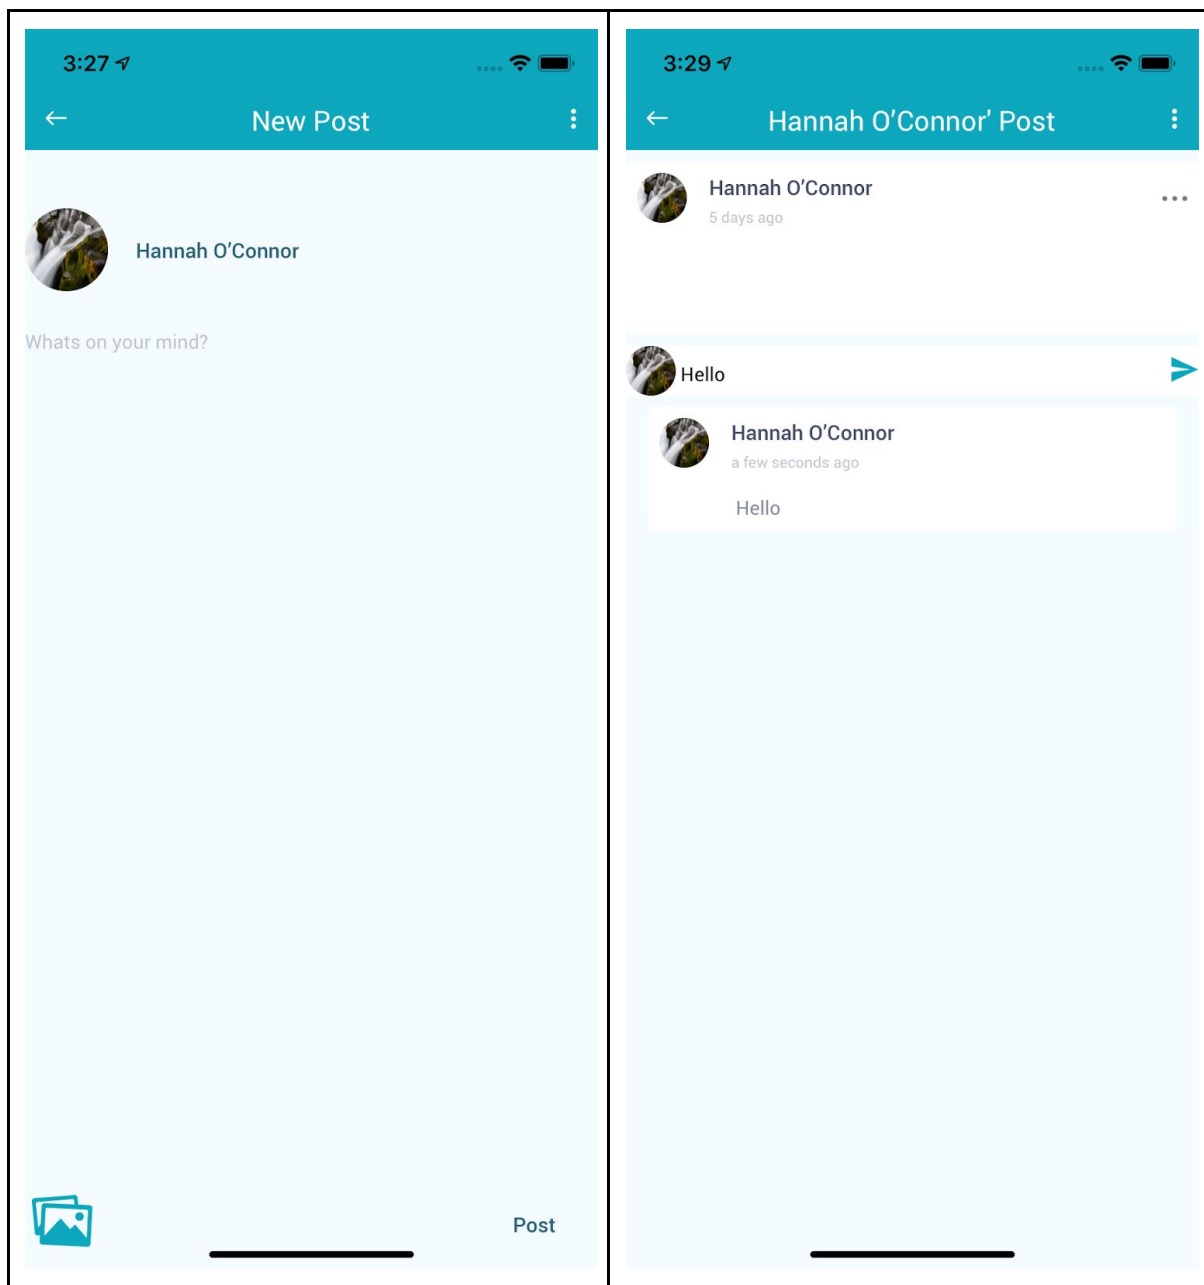 3:27
New Post
Hannah O’Connor
Whats on your mind?
Post
3:29
Hannah O’Connor' Post
Hannah O’Connor
5 days ago
Hello
Hannah O’Connor
a few seconds ago
Hello